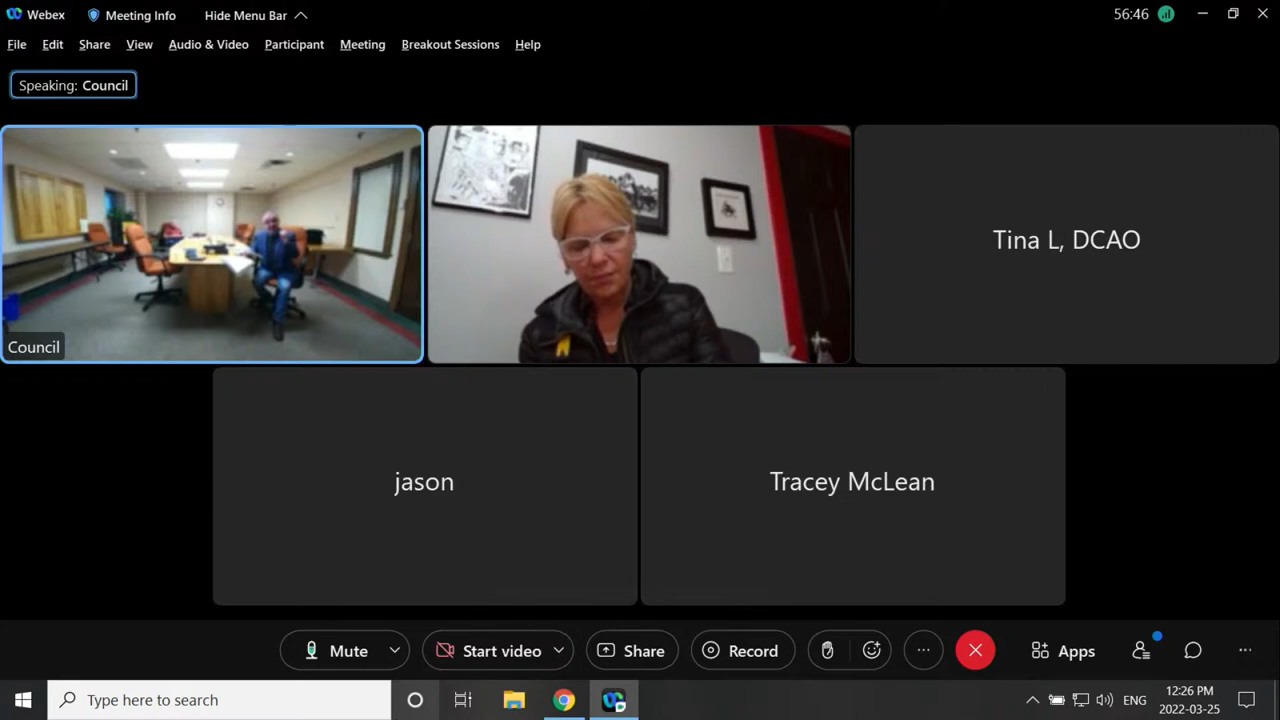 Webex
Meeting Info
Hide Menu Bar
56:46
File
Edit
Share
View
Audio & Video
Participant
Meeting
Breakout Sessions
Help
Speaking: Council
Council
Tina L, DCAO
jason
Tracey McLean
Mute
Start video
Share
Record
Apps
Type here to search
ENG
12:26 PM
2022-03-25